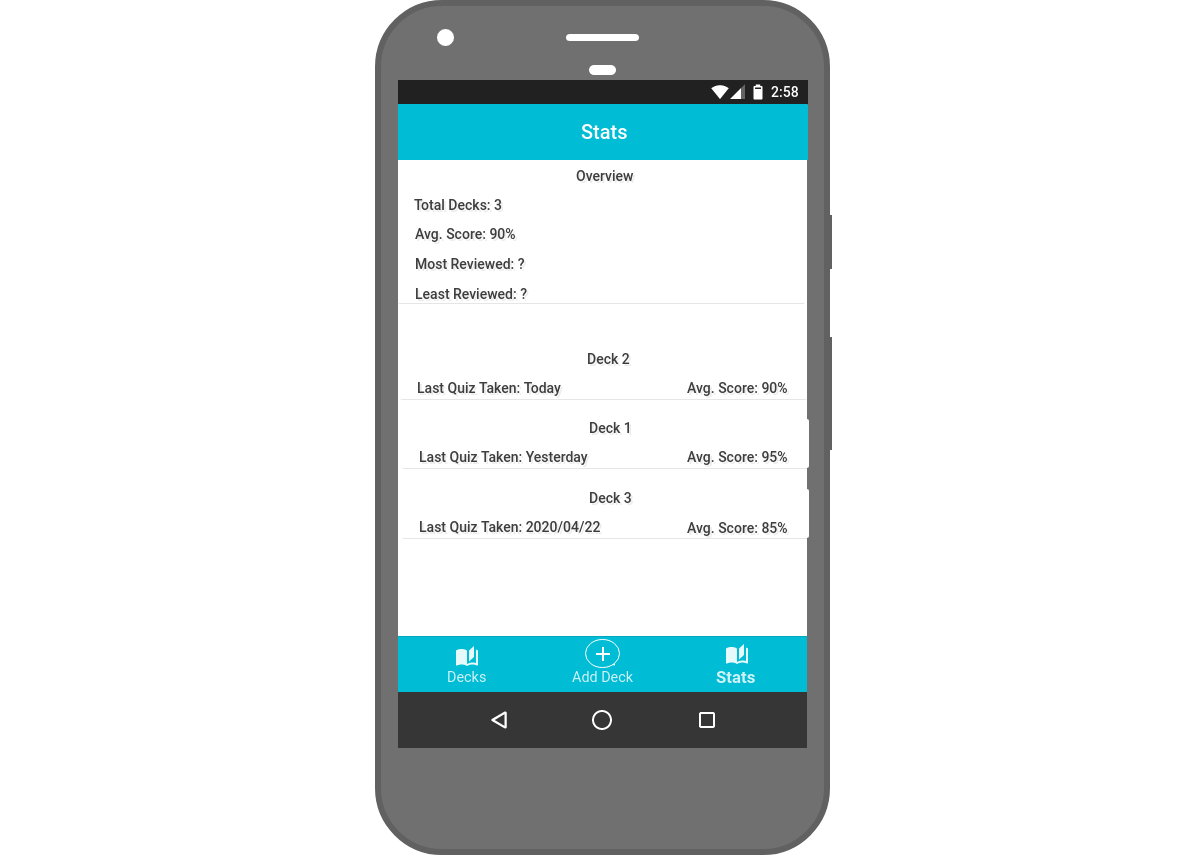 2:58
Stats
Overview
Total Decks: 3
Avg. Score: 90%
Most Reviewed: ?
Least Reviewed: ?
Deck 2
Last Quiz Taken: Today Avg. Score: 90%
Deck 1
Last Quiz Taken: Yesterday Avg. Score: 95%
Deck 3
Last Quiz Taken: 2020/04/22 Avg. Score: 85%
Decks Add Deck Stats